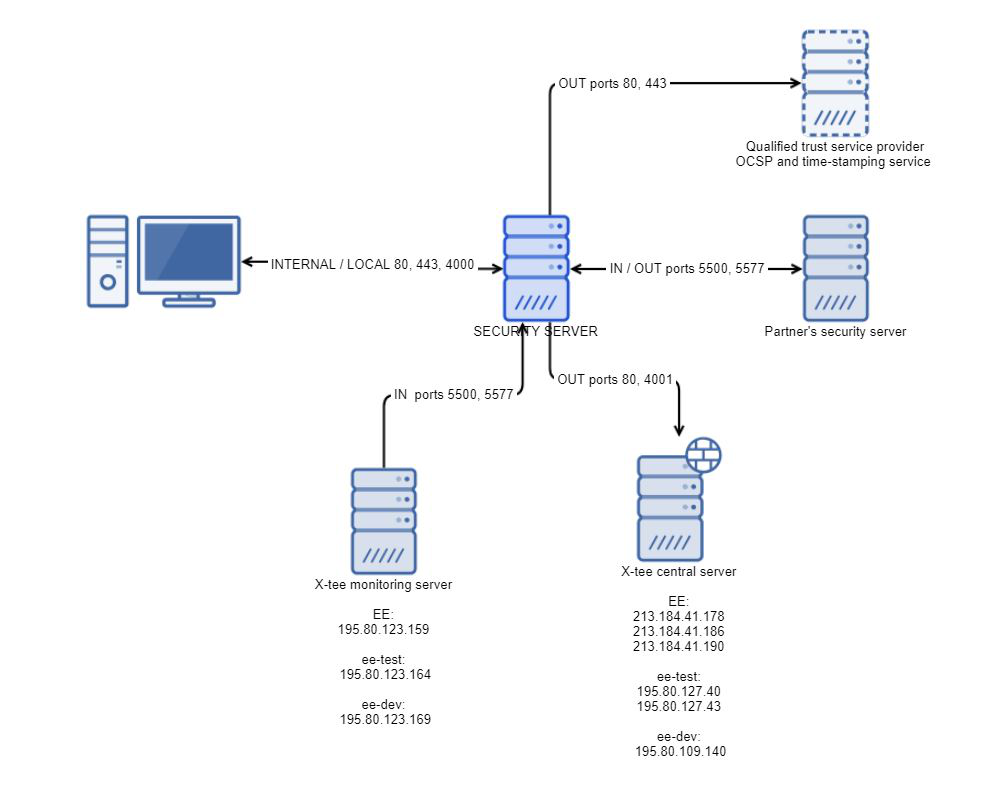 OUT ports 80, 443
Qualified trust service provider
OCSP and time-stamping service
INTERNAL / LOCAL 80, 443, 4000
IN / OUT ports 5500, 5577
SECURITY SERVER
Partner's security server
OUT ports 80, 4001
IN  ports 5500, 5577
X-tee monitoring server
EE:
195.80.123.159
ee-test:
195.80.123.164
ee-dev:
195.80.123.169
X-tee central server
EE:
213.184.41.178
213.184.41.186
213.184.41.190
ee-test:
195.80.127.40
195.80.127.43
ee-dev:
195.80.109.140